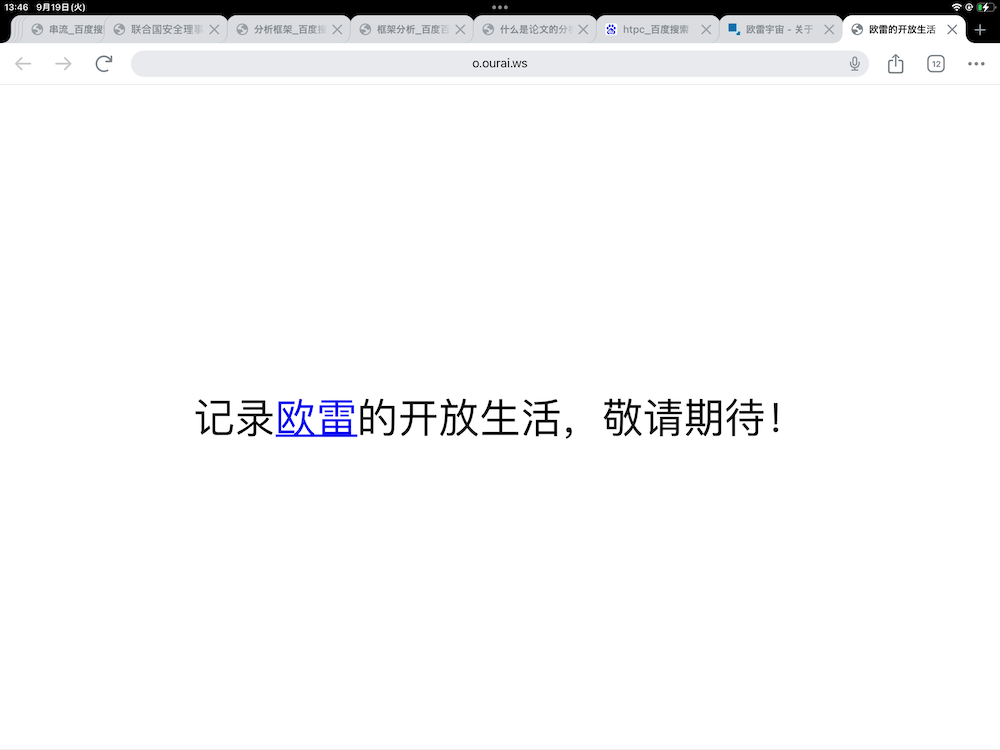 13:46 9月19日(火)
串流_百度搜
联合国安全理事
分析框架_百度搜
框架分析_百度百
什么是论文的分析
htpc_百度搜索
欧雷宇宙 - 关于
欧雷的开放生活
o.ourai.ws
12
记录欧雷的开放生活，敬请期待！